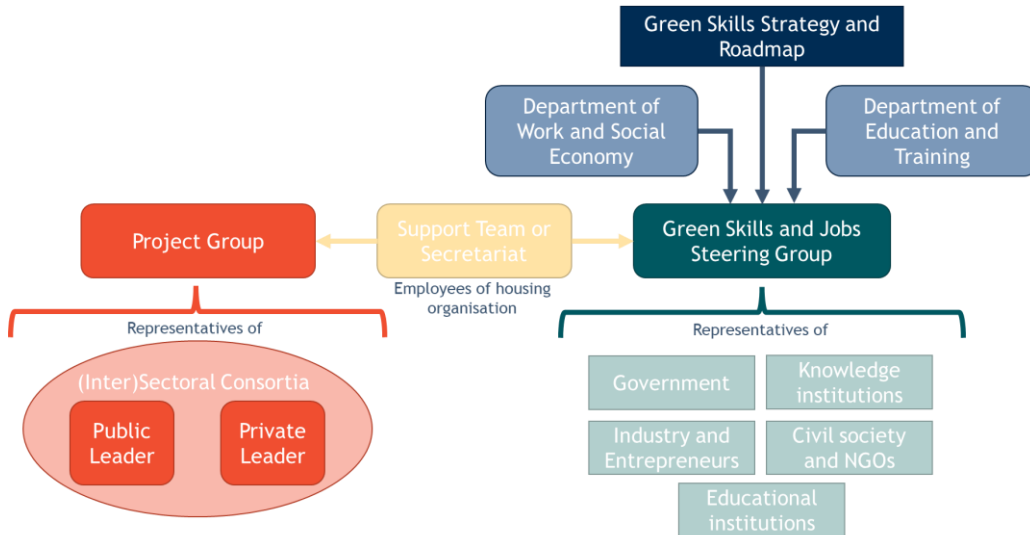 Green Skills Strategy and
Roadmap
Department of
Work and Social
Economy
Department of
Education and
Training
Project Group
Support Team or
Secretariat
Green Skills and Jobs
Steering Group
Employees of housing
organisation
Representatives of
Representatives of
(Inter)Sectoral Consortia
Public
Leader
Private
Leader
Government
Knowledge
institutions
Industry and
Entrepreneurs
Civil society
and NGOs
Educational
institutions